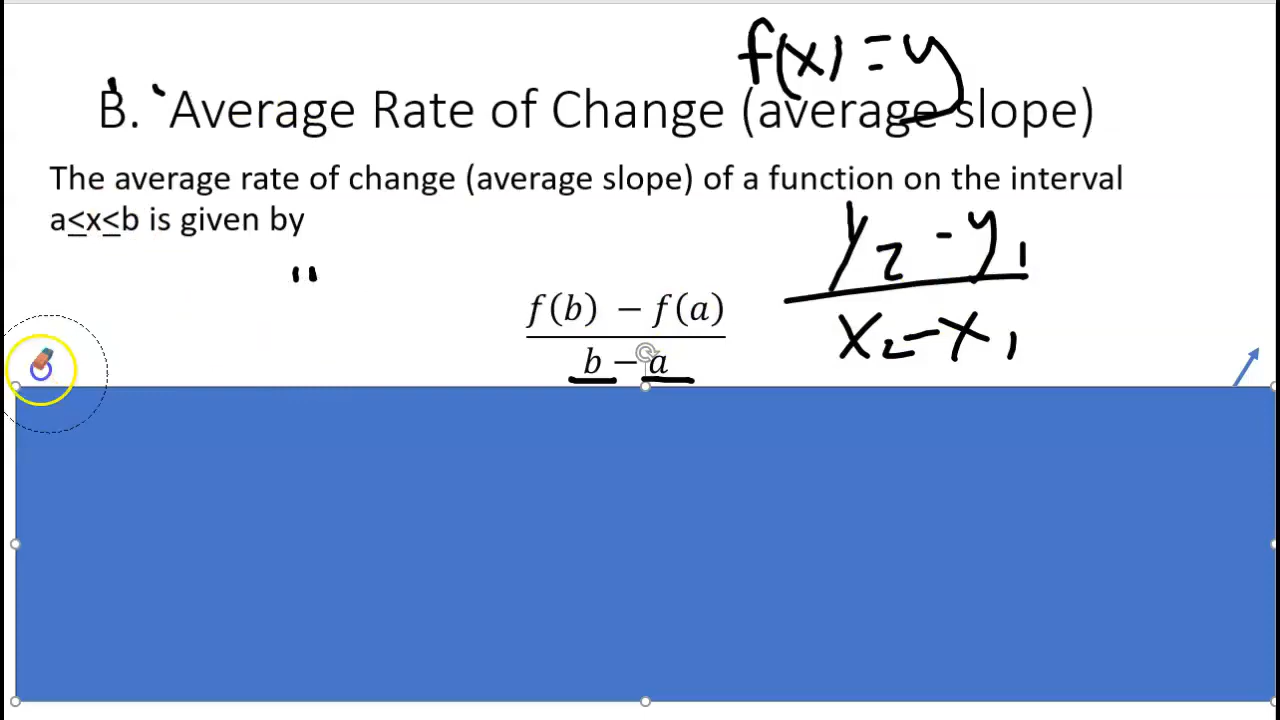 f(x) = y
B. Average Rate of Change (average slope)
The average rate of change (average slope) of a function on the interval
a≤x≤b is given by
y₂ - y₁
x₂ - x₁
f(b) − f(a)
b − a